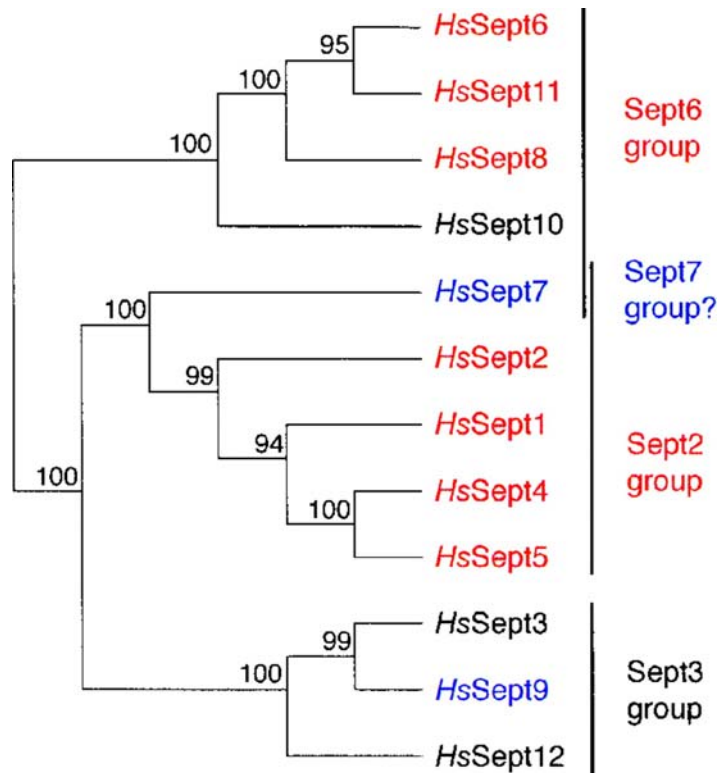 HsSept6
95
HsSept11
100
Sept6
group
HsSept8
100
HsSept10
HsSept7
Sept7
group?
100
HsSept2
99
HsSept1
94
Sept2
group
HsSept4
100
100
HsSept5
HsSept3
99
HsSept9
Sept3
group
100
HsSept12